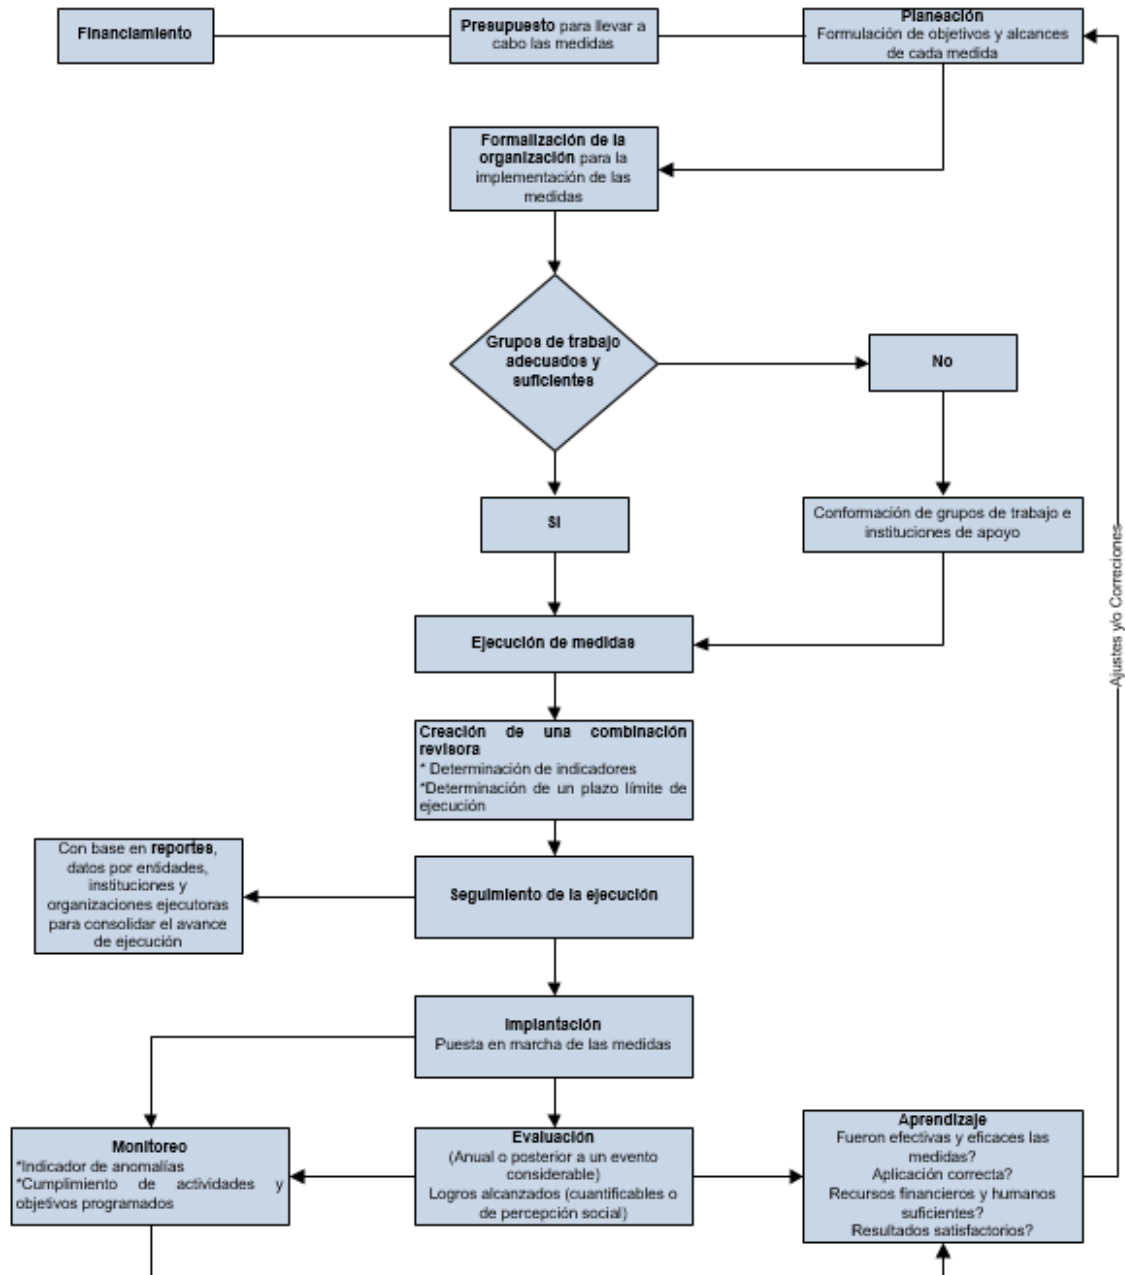 Financiamiento
Presupuesto para llevar a
cabo las medidas
Planeación
Formulación de objetivos y alcances
de cada medida
Formalización de la
organización para la
implementación de las
medidas
Grupos de trabajo
adecuados y
suficientes
No
SI
Conformación de grupos de trabajo e
instituciones de apoyo
Ajustes y/o Correciones
Ejecución de medidas
Creación de una combinación
revisora
* Determinación de indicadores
*Determinación de un plazo límite de
ejecución
Con base en reportes,
datos por entidades,
instituciones y
organizaciones ejecutoras
para consolidar el avance
de ejecución
Seguimiento de la ejecución
Implantación
Puesta en marcha de las medidas
Monitoreo
*Indicador de anomalías
*Cumplimiento de actividades y
objetivos programados
Evaluación
(Anual o posterior a un evento
considerable)
Logros alcanzados (cuantificables o
de percepción social)
Aprendizaje
Fueron efectivas y eficaces las
medidas?
Aplicación correcta?
Recursos financieros y humanos
suficientes?
Resultados satisfactorios?